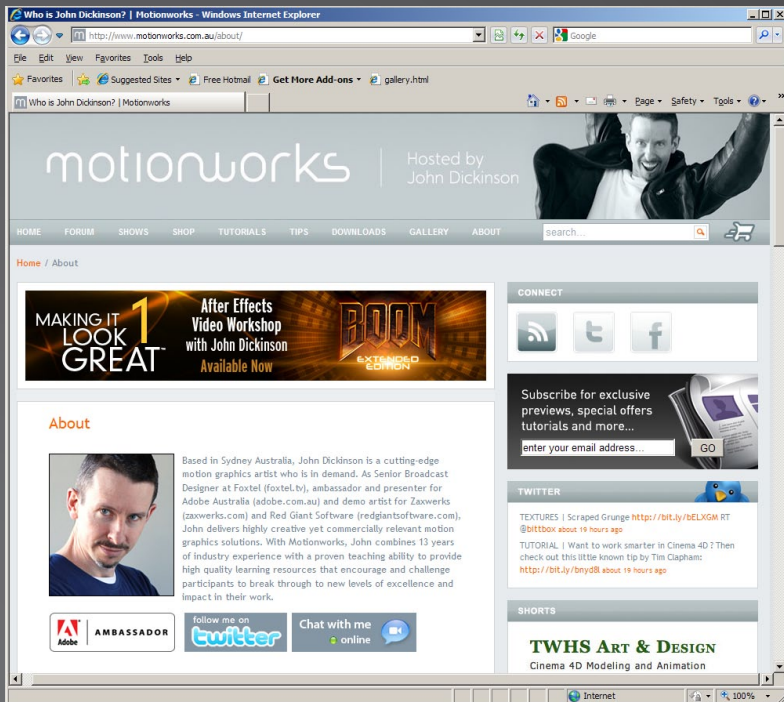 Who is John Dickinson? | Motionworks - Windows Internet Explorer
http://www.motionworks.com.au/about/
Google
File Edit View Favorites Tools Help
Favorites Suggested Sites Free Hotmail Get More Add-ons gallery.html
Who is John Dickinson? | Motionworks
Page Safety Tools
motionworks
Hosted by
John Dickinson
HOME FORUM SHOWS SHOP TUTORIALS TIPS DOWNLOADS GALLERY ABOUT
search...
Home / About
MAKING IT
LOOK
GREAT
1
After Effects
Video Workshop
with John Dickinson
Available Now
BOOM
EXTENDED
EDITION
About
Based in Sydney Australia, John Dickinson is a cutting-edge
motion graphics artist who is in demand. As Senior Broadcast
Designer at Foxtel (foxtel.tv), ambassador and presenter for
Adobe Australia (adobe.com.au) and demo artist for Zaxwerks
(zaxwerks.com) and Red Giant Software (redgiantsoftware.com),
John delivers highly creative yet commercially relevant motion
graphics solutions. With Motionworks, John combines 13 years
of industry experience with a proven teaching ability to provide
high quality learning resources that encourage and challenge
participants to break through to new levels of excellence and
impact in their work.
Adobe
AMBASSADOR
follow me on
twitter
Chat with me
online
CONNECT
Subscribe for exclusive
previews, special offers
tutorials and more...
enter your email address...
GO
TWITTER
TEXTURES | Scraped Grunge http://bit.ly/bELXGM RT
@bittbox about 19 hours ago
TUTORIAL | Want to work smarter in Cinema 4D ? Then
check out this little known tip by Tim Clapham:
http://bit.ly/bnyd8l about 19 hours ago
SHORTS
TWHS ART & DESIGN
Cinema 4D Modeling and Animation
Internet
100%